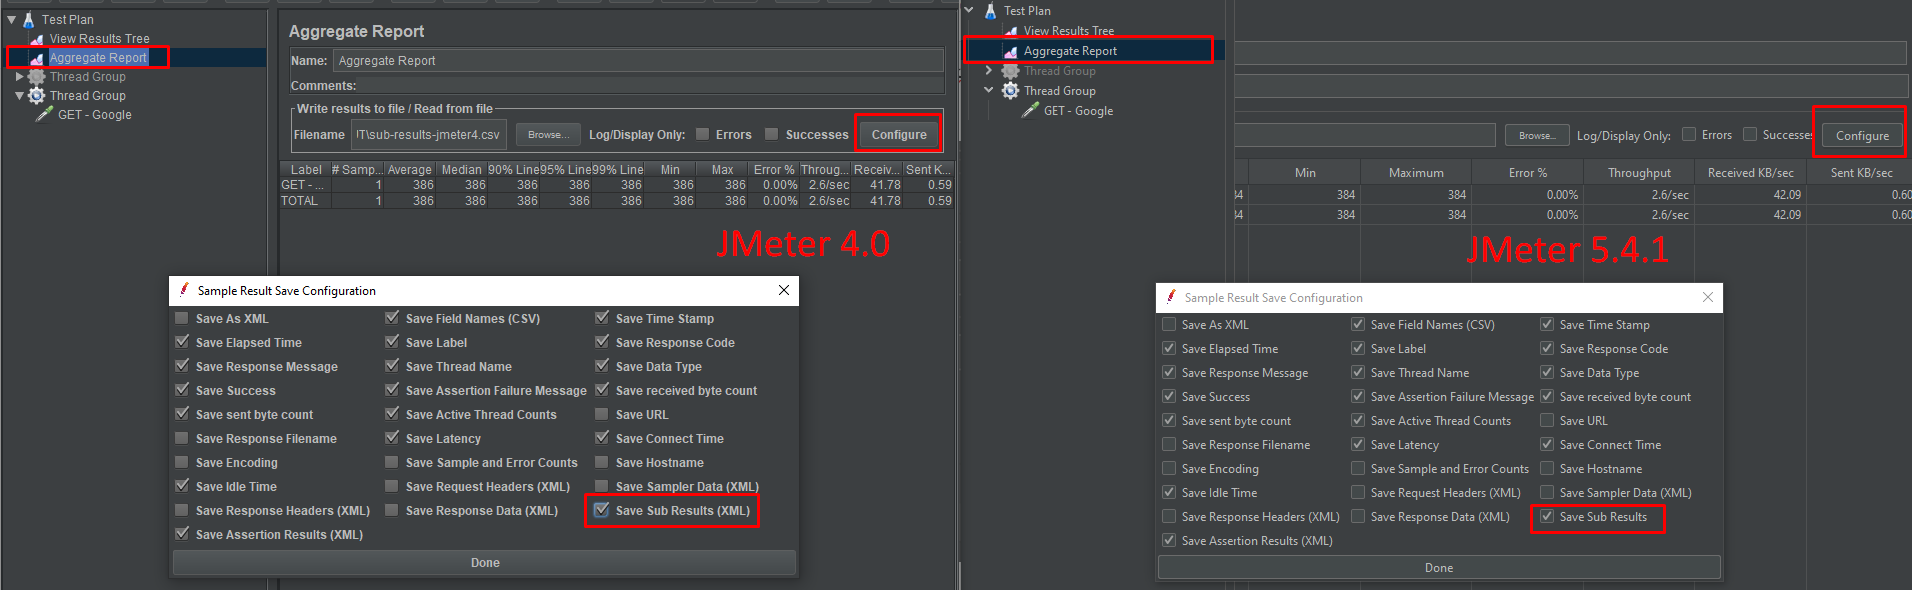 Test Plan
View Results Tree
Aggregate Report
Thread Group
Thread Group
GET - Google
Aggregate Report
Name: Aggregate Report
Comments:
Write results to file / Read from file
Filename !T\sub-results-jmeter4.csv Browse... Log/Display Only: Errors Successes Configure
Label # Samp... Average Median 90% Line 95% Line 99% Line Min Max Error % Throug... Receiv... Sent K...
GET - ... 1 386 386 386 386 386 386 386 0.00% 2.6/sec 41.78 0.59
TOTAL 1 386 386 386 386 386 386 386 0.00% 2.6/sec 41.78 0.59
JMeter 4.0
Sample Result Save Configuration
Save As XML Save Field Names (CSV) Save Time Stamp
Save Elapsed Time Save Label Save Response Code
Save Response Message Save Thread Name Save Data Type
Save Success Save Assertion Failure Message Save received byte count
Save sent byte count Save Active Thread Counts Save URL
Save Response Filename Save Latency Save Connect Time
Save Encoding Save Sample and Error Counts Save Hostname
Save Idle Time Save Request Headers (XML) Save Sampler Data (XML)
Save Response Headers (XML) Save Response Data (XML) Save Sub Results (XML)
Save Assertion Results (XML)
Done
Test Plan
View Results Tree
Aggregate Report
Thread Group
Thread Group
GET - Google
Browse... Log/Display Only: Errors Successes Configure
Min Maximum Error % Throughput Received KB/sec Sent KB/sec
84 384 384 0.00% 2.6/sec 42.09 0.60
84 384 384 0.00% 2.6/sec 42.09 0.60
JMeter 5.4.1
Sample Result Save Configuration
Save As XML Save Field Names (CSV) Save Time Stamp
Save Elapsed Time Save Label Save Response Code
Save Response Message Save Thread Name Save Data Type
Save Success Save Assertion Failure Message Save received byte count
Save sent byte count Save Active Thread Counts Save URL
Save Response Filename Save Latency Save Connect Time
Save Encoding Save Sample and Error Counts Save Hostname
Save Idle Time Save Request Headers (XML) Save Sampler Data (XML)
Save Response Headers (XML) Save Response Data (XML) Save Sub Results
Save Assertion Results (XML)
Done